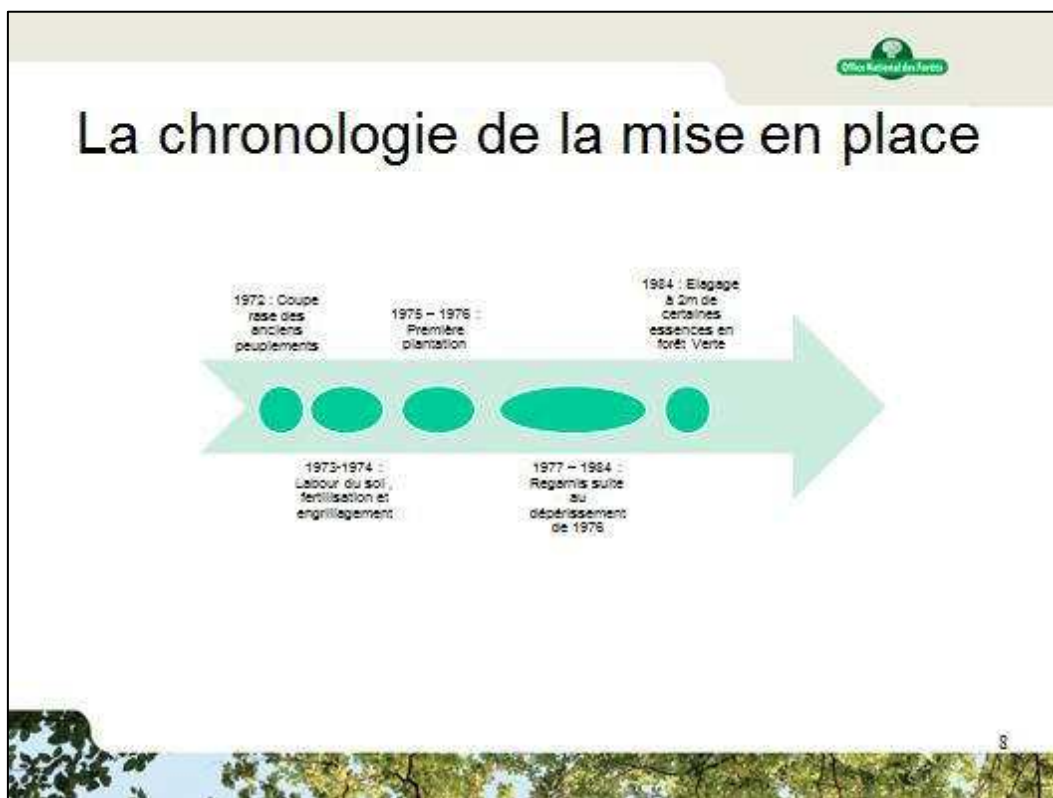 Office National des Forêts
La chronologie de la mise en place
1972 : Coupe
rase des
anciens
peuplements
1975 – 1976 :
Première
plantation
1984 : Elagage
à 2m de
certaines
essences en
forêt Verte
1973-1974 :
Labour du sol ,
fertilisation et
engrillagement
1977 – 1984 :
Regarnis suite
au
dépérissement
de 1976
8